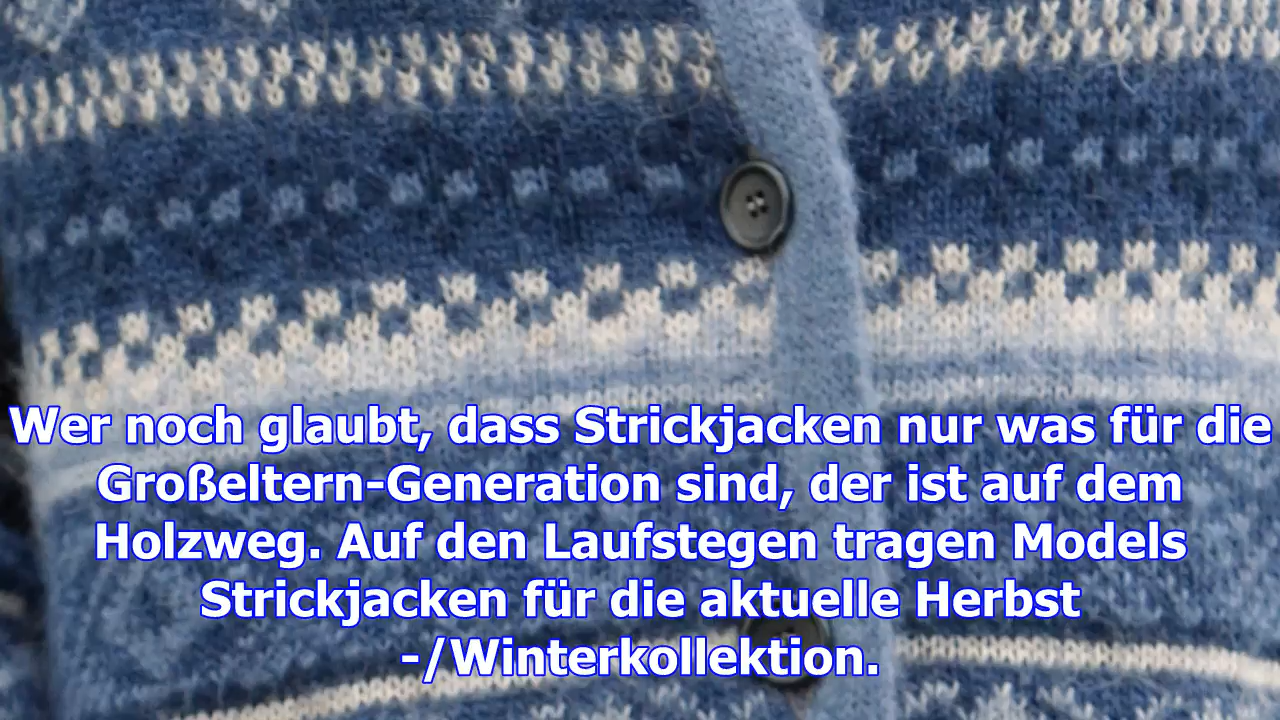 Wer noch glaubt, dass Strickjacken nur was für die
Großeltern-Generation sind, der ist auf dem
Holzweg. Auf den Laufstegen tragen Models
Strickjacken für die aktuelle Herbst
-/Winterkollektion.